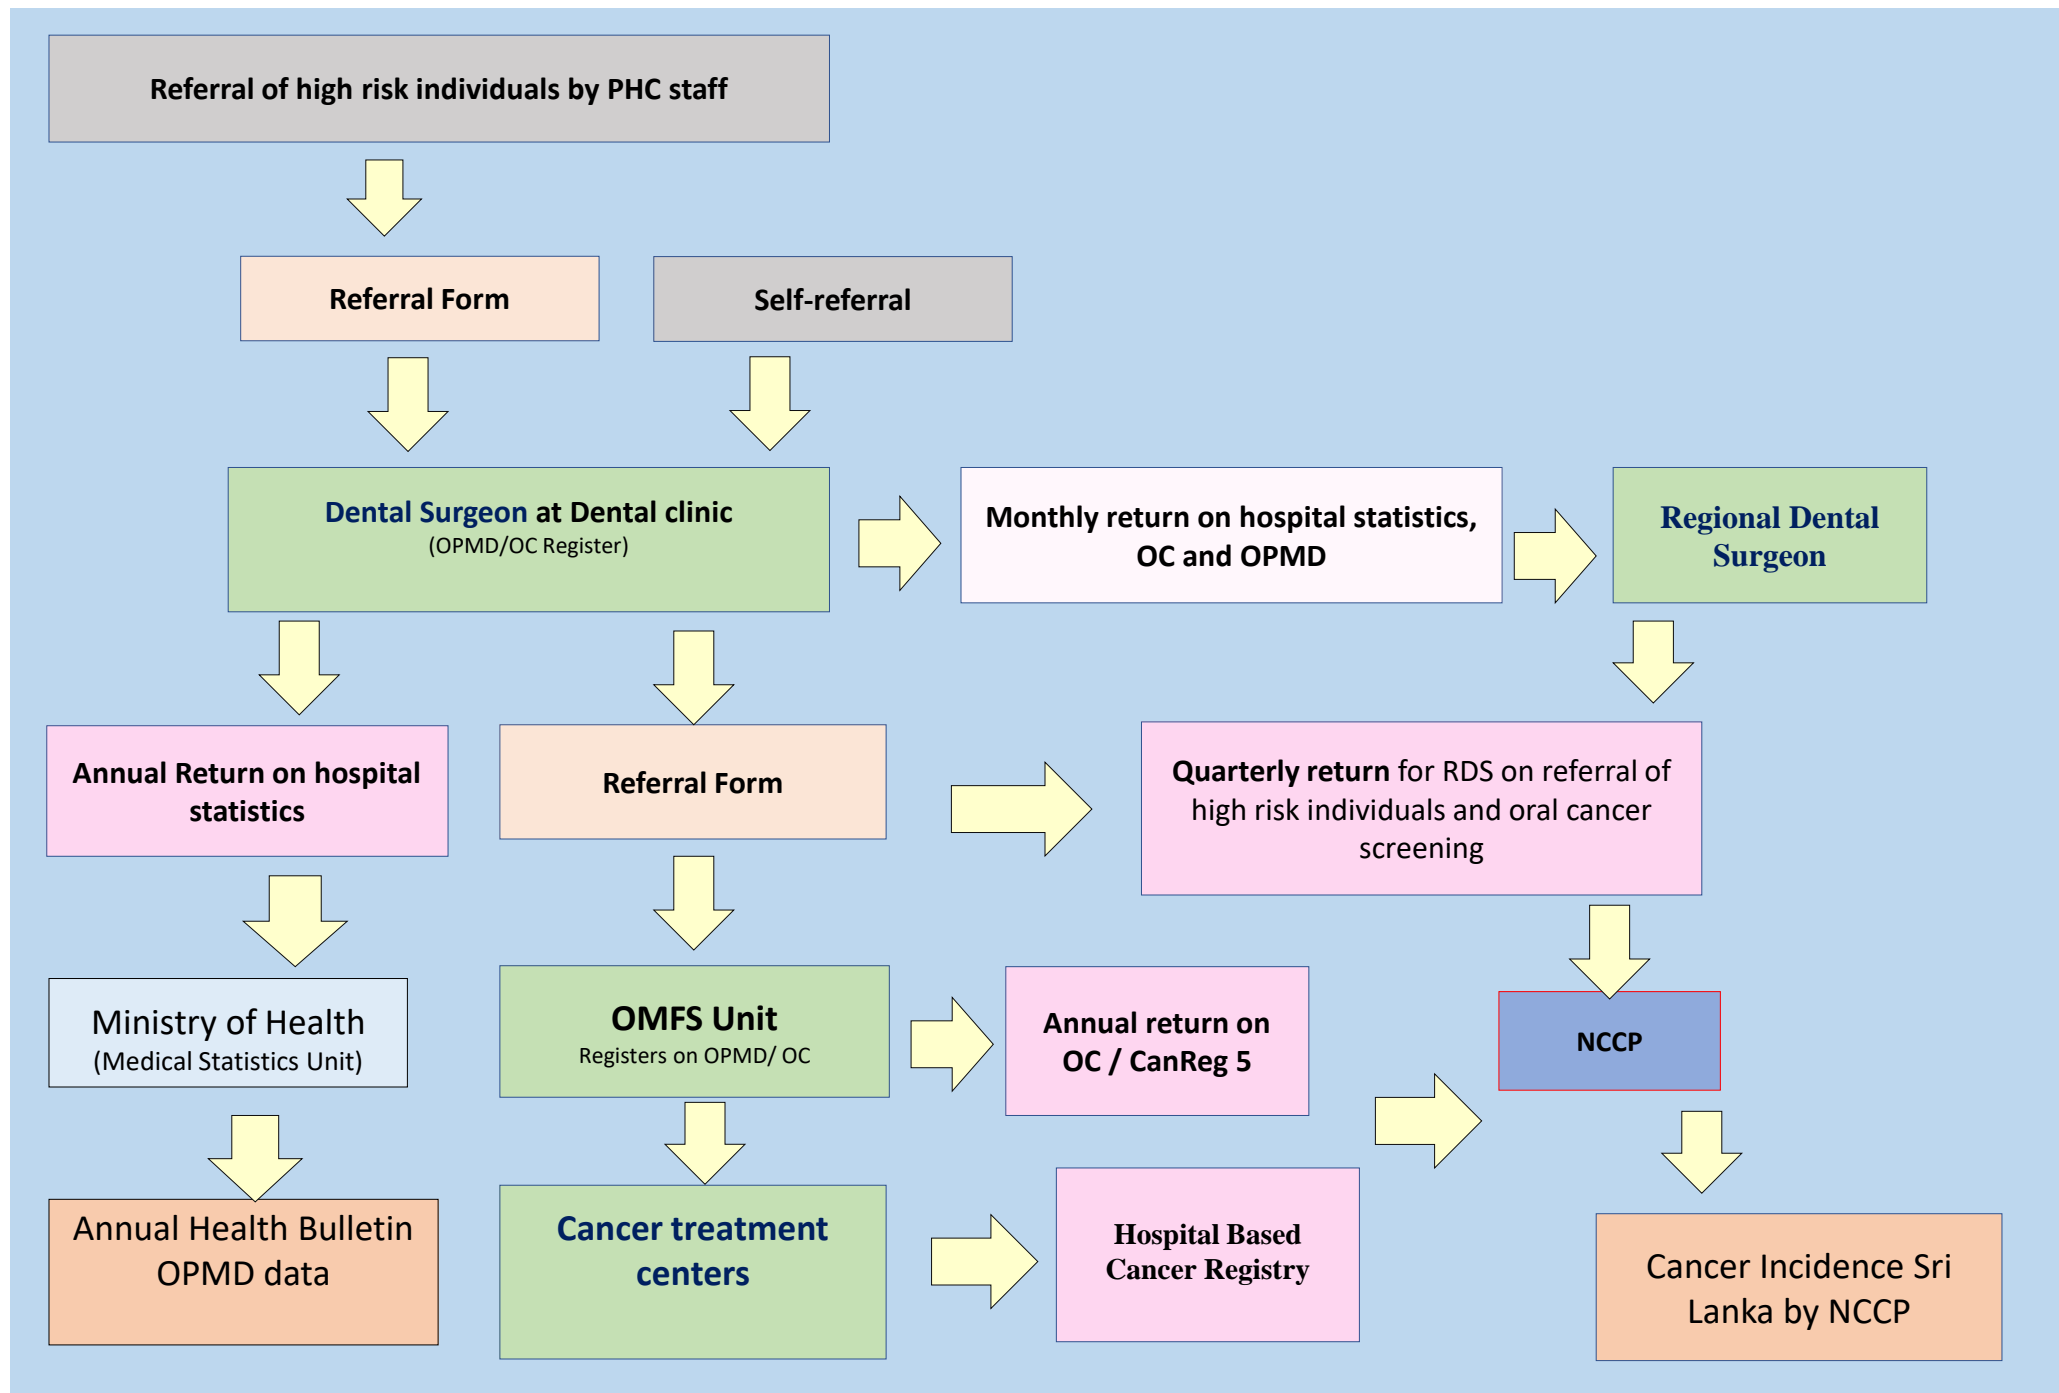 Referral of high risk individuals by PHC staff
Referral Form
Self-referral
Dental Surgeon at Dental clinic
(OPMD/OC Register)
Monthly return on hospital statistics,
OC and OPMD
Regional Dental
Surgeon
Annual Return on hospital
statistics
Referral Form
Quarterly return for RDS on referral of
high risk individuals and oral cancer
screening
Ministry of Health
(Medical Statistics Unit)
OMFS Unit
Registers on OPMD/ OC
Annual return on
OC / CanReg 5
NCCP
Annual Health Bulletin
OPMD data
Cancer treatment
centers
Hospital Based
Cancer Registry
Cancer Incidence Sri
Lanka by NCCP